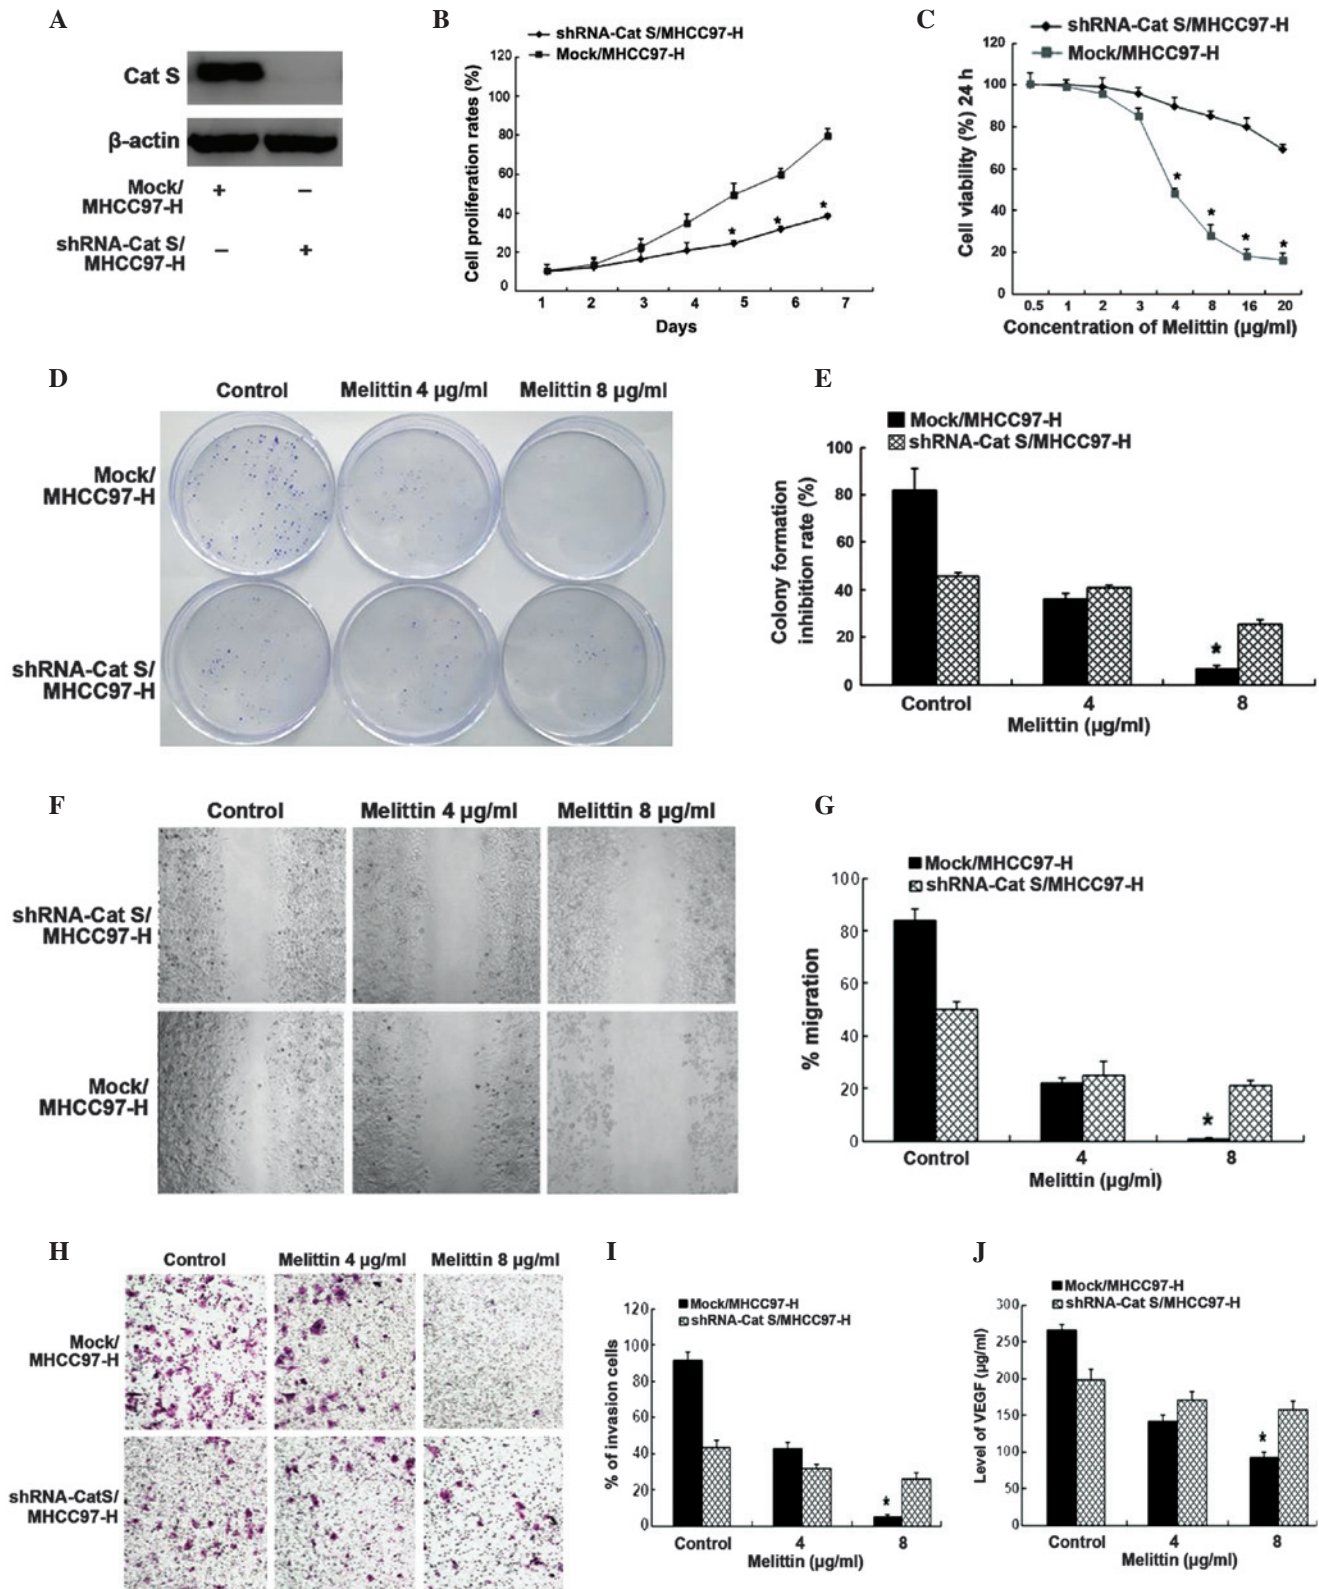 A
Cat S
β-actin
Mock/
MHCC97-H
+ –
shRNA-Cat S/
MHCC97-H
– +
B
shRNA-Cat S/MHCC97-H
Mock/MHCC97-H
Cell proliferation rates (%)
120
100
80
60
40
20
0
* * *
1 2 3 4 5 6 7
Days
C
shRNA-Cat S/MHCC97-H
Mock/MHCC97-H
Cell viability (%) 24 h
120
100
80
60
40
20
0
* * * *
0.5 1 2 3 4 8 16 20
Concentration of Melittin (µg/ml)
D
Control Melittin 4 µg/ml Melittin 8 µg/ml
Mock/
MHCC97-H
shRNA-Cat S/
MHCC97-H
E
Mock/MHCC97-H
shRNA-Cat S/MHCC97-H
Colony formation
inhibition rate (%)
100
80
60
40
20
0
*
Control 4 8
Melittin (µg/ml)
F
Control Melittin 4 µg/ml Melittin 8 µg/ml
shRNA-Cat S/
MHCC97-H
Mock/
MHCC97-H
G
Mock/MHCC97-H
shRNA-Cat S/MHCC97-H
% migration
100
80
60
40
20
0
*
Control 4 8
Melittin (µg/ml)
H
Control Melittin 4 µg/ml Melittin 8 µg/ml
Mock/
MHCC97-H
shRNA-CatS/
MHCC97-H
I
Mock/MHCC97-H
shRNA-Cat S/MHCC97-H
% of invasion cells
120
100
80
60
40
20
0
*
Control 4 8
Melittin (µg/ml)
J
Mock/MHCC97-H
shRNA-Cat S/MHCC97-H
Level of VEGF (µg/ml)
300
250
200
150
100
50
0
*
Control 4 8
Melittin (µg/ml)